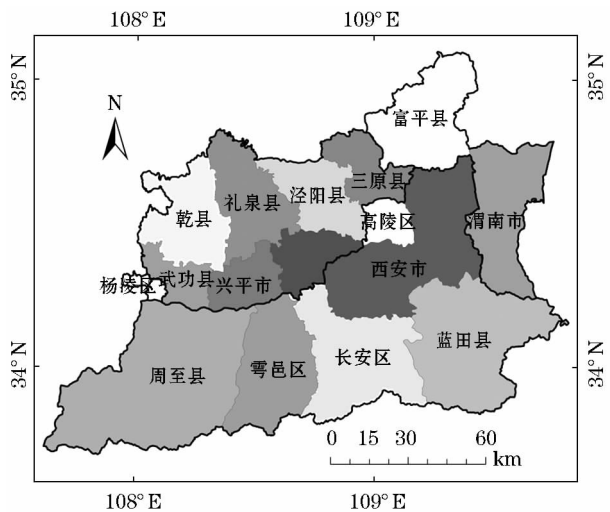 108°E 109°E
35°N
35°N
N
富平县
三原县
泾阳县
礼泉县
乾县
高陵区
渭南市
西安市
武功县
兴平市
杨陵区
蓝田县
34°N
34°N
长安区
鄠邑区
周至县
0 15 30 60
km
108°E 109°E